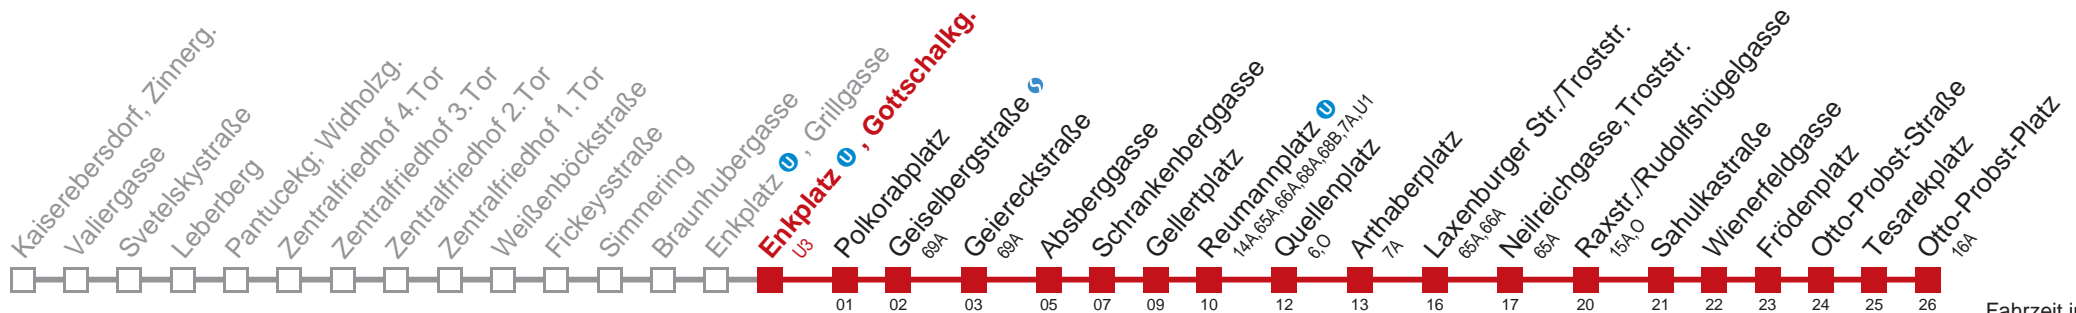 Kaiserebersdorf, Zinnerg.
Valiergasse
Svetelskystraße
Leberberg
Pantucekg; Widholzg.
Zentralfriedhof 4.Tor
Zentralfriedhof 3.Tor
Zentralfriedhof 2.Tor
Zentralfriedhof 1.Tor
Weißenböckstraße
Fickeysstraße
Simmering
Braunhubergasse
Enkplatz U , Grillgasse
Enkplatz U , Gottschalkg.
U3
Polkorabplatz
Geiselbergstraße S
69A
Geiereckstraße
69A
Absberggasse
Schrankenberggasse
Gellertplatz
Reumannplatz U
14A,65A,66A,68A,68B,7A,U1
Quellenplatz
6,O
Arthaberplatz
7A
Laxenburger Str./Troststr.
65A,66A
Neilreichgasse,Troststr.
65A
Raxstr./Rudolfshügelgasse
15A,O
Sahulkastraße
Wienerfeldgasse
Frödenplatz
Otto-Probst-Straße
Tesarekplatz
Otto-Probst-Platz
16A
01 02 03 05 07 09 10 12 13 16 17 20 21 22 23 24 25 26
Fahrzeit i